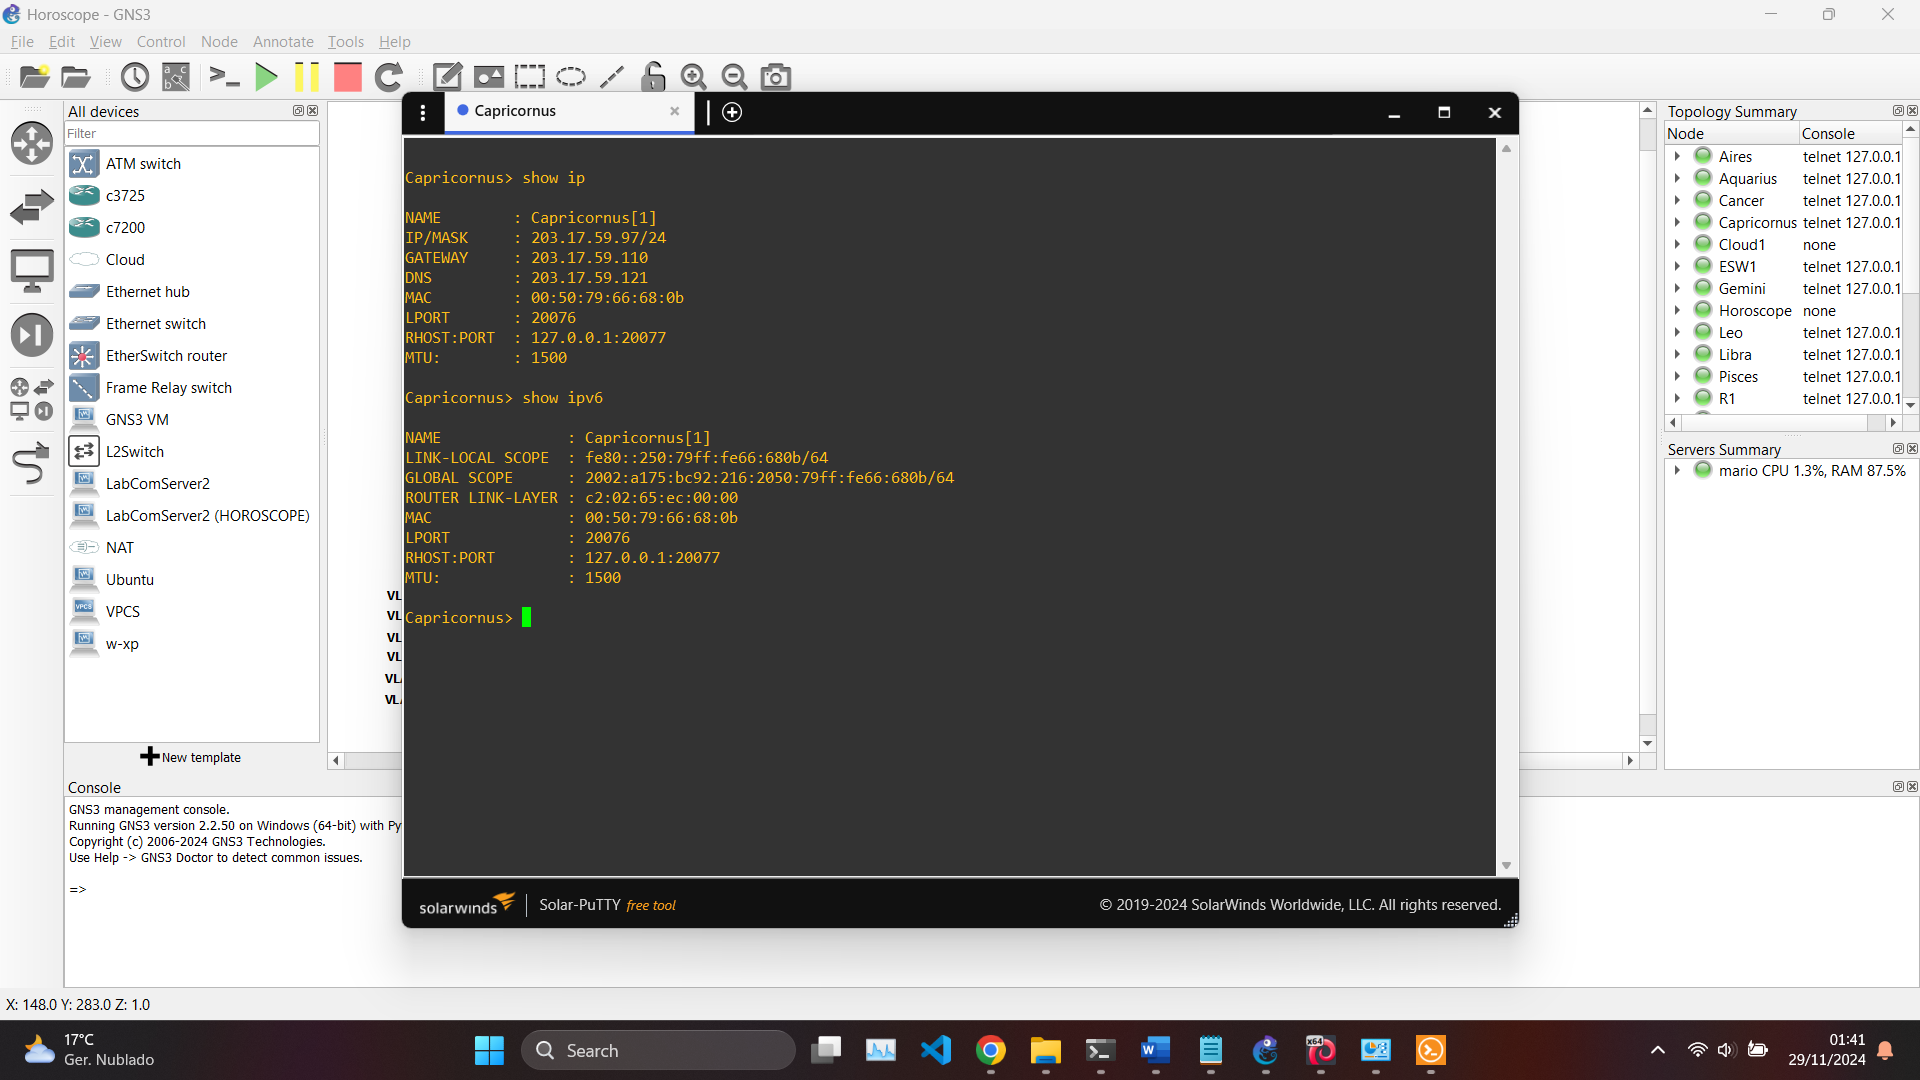 Horoscope - GNS3
File Edit View Control Node Annotate Tools Help
All devices
Filter
ATM switch
c3725
c7200
Cloud
Ethernet hub
Ethernet switch
EtherSwitch router
Frame Relay switch
GNS3 VM
L2Switch
LabComServer2
LabComServer2 (HOROSCOPE)
NAT
Ubuntu
VPCS
w-xp
New template
Capricornus
Capricornus> show ip
NAME : Capricornus[1]
IP/MASK : 203.17.59.97/24
GATEWAY : 203.17.59.110
DNS : 203.17.59.121
MAC : 00:50:79:66:68:0b
LPORT : 20076
RHOST:PORT : 127.0.0.1:20077
MTU: : 1500
Capricornus> show ipv6
NAME : Capricornus[1]
LINK-LOCAL SCOPE : fe80::250:79ff:fe66:680b/64
GLOBAL SCOPE : 2002:a175:bc92:216:2050:79ff:fe66:680b/64
ROUTER LINK-LAYER : c2:02:65:ec:00:00
MAC : 00:50:79:66:68:0b
LPORT : 20076
RHOST:PORT : 127.0.0.1:20077
MTU: : 1500
Capricornus>
VL
VL
VL
VL
VL
VL
solarwinds Solar-PuTTY free tool © 2019-2024 SolarWinds Worldwide, LLC. All rights reserved.
Topology Summary
Node Console
Aires telnet 127.0.0.1
Aquarius telnet 127.0.0.1
Cancer telnet 127.0.0.1
Capricornus telnet 127.0.0.1
Cloud1 none
ESW1 telnet 127.0.0.1
Gemini telnet 127.0.0.1
Horoscope none
Leo telnet 127.0.0.1
Libra telnet 127.0.0.1
Pisces telnet 127.0.0.1
R1 telnet 127.0.0.1
Servers Summary
mario CPU 1.3%, RAM 87.5%
Console
GNS3 management console.
Running GNS3 version 2.2.50 on Windows (64-bit) with Py
Copyright (c) 2006-2024 GNS3 Technologies.
Use Help -> GNS3 Doctor to detect common issues.
=>
X: 148.0 Y: 283.0 Z: 1.0
17°C
Ger. Nublado
Search
01:41
29/11/2024